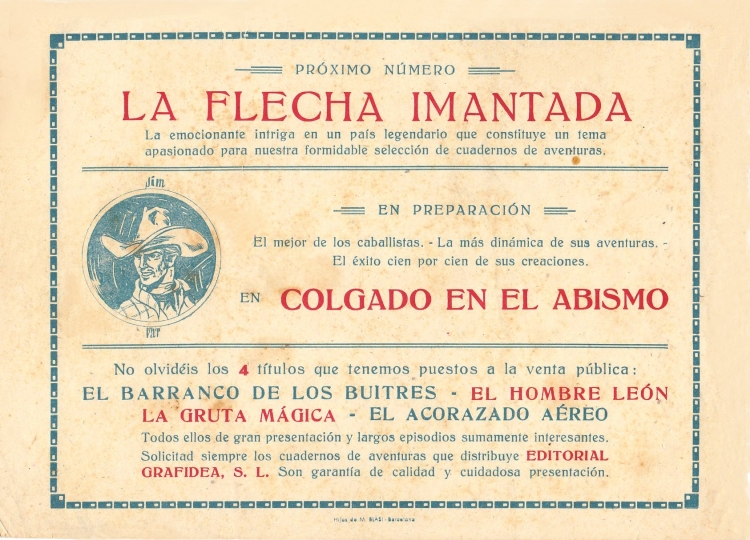 PRÓXIMO NÚMERO
LA FLECHA IMANTADA
La emocionante intriga en un país legendario que constituye un tema
apasionado para nuestra formidable selección de cuadernos de aventuras.
Jim
EN PREPARACIÓN
El mejor de los caballistas. - La más dinámica de sus aventuras. -
El éxito cien por cien de sus creaciones.
EN COLGADO EN EL ABISMO
No olvidéis los 4 títulos que tenemos puestos a la venta pública:
EL BARRANCO DE LOS BUITRES - EL HOMBRE LEÓN
LA GRUTA MÁGICA - EL ACORAZADO AÉREO
Todos ellos de gran presentación y largos episodios sumamente interesantes.
Solicitad siempre los cuadernos de aventuras que distribuye EDITORIAL
GRAFIDEA, S. L. Son garantía de calidad y cuidadosa presentación.
Hijos de M. BLASI - Barcelona